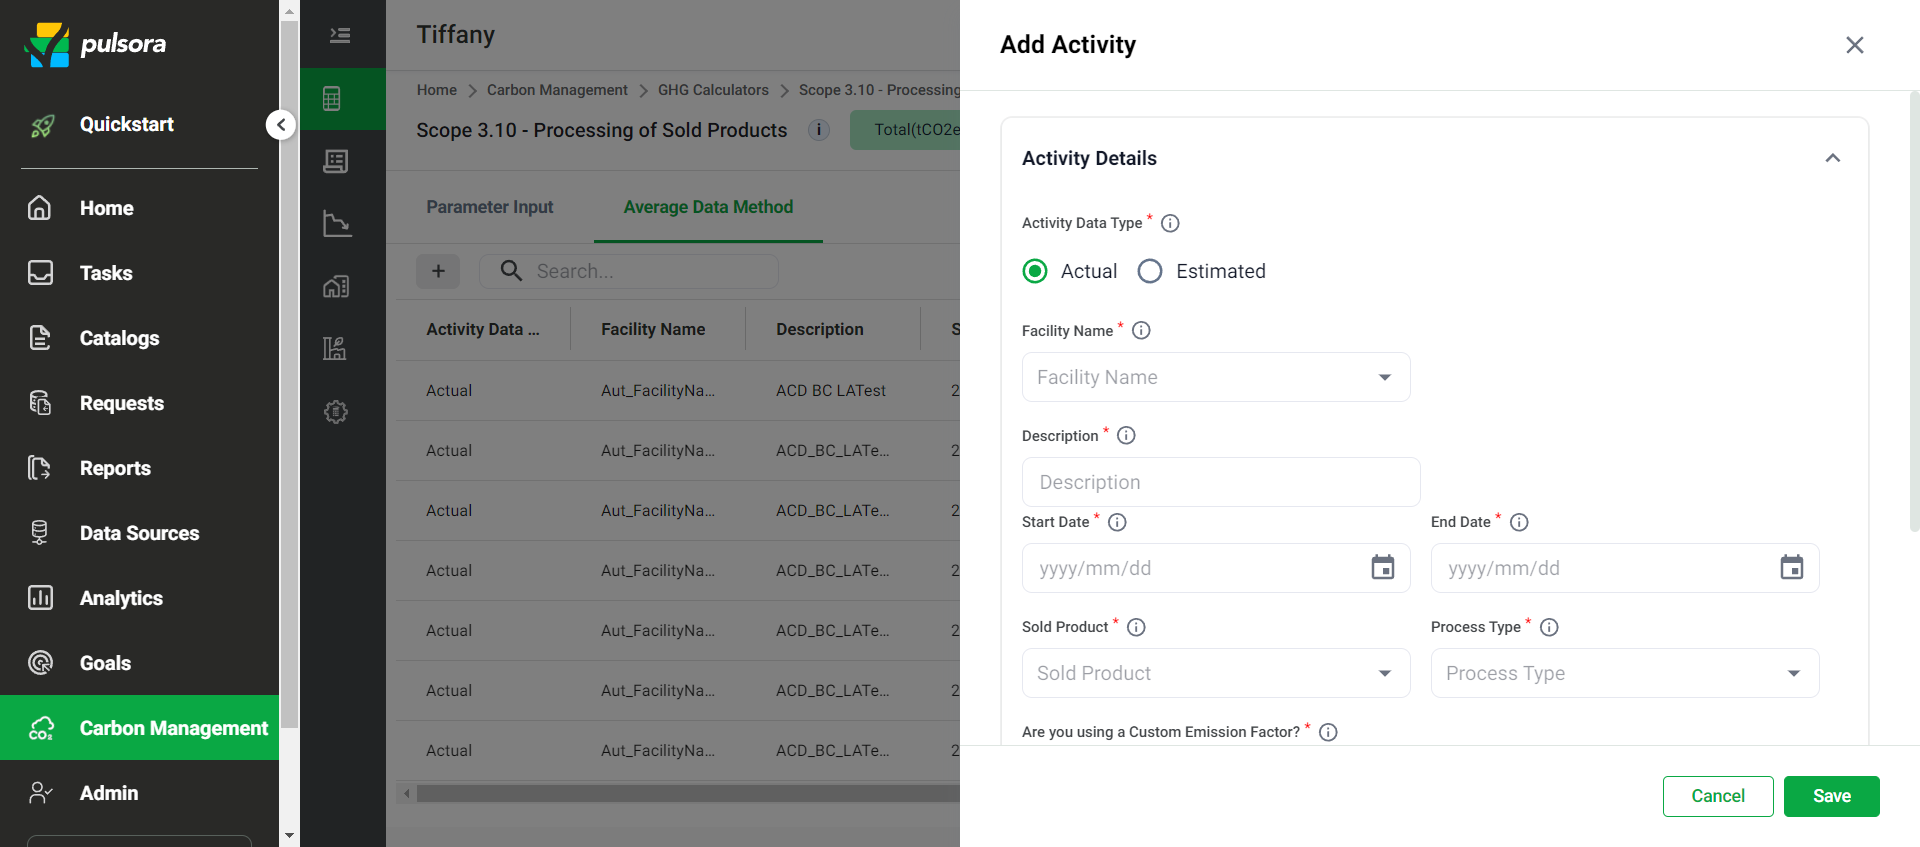 pulsora
Quickstart
Home
Tasks
Catalogs
Requests
Reports
Data Sources
Analytics
Goals
Carbon Management
Admin
Tiffany
Home > Carbon Management > GHG Calculators > Scope 3.10 - Processing
Scope 3.10 - Processing of Sold Products
Total(tCO2e
Parameter Input
Average Data Method
+
Search...
Activity Data ... Facility Name Description S
Actual Aut_FacilityNa... ACD BC LATest 2
Actual Aut_FacilityNa... ACD_BC_LATe... 2
Actual Aut_FacilityNa... ACD_BC_LATe... 2
Actual Aut_FacilityNa... ACD_BC_LATe... 2
Actual Aut_FacilityNa... ACD_BC_LATe... 2
Actual Aut_FacilityNa... ACD_BC_LATe... 2
Actual Aut_FacilityNa... ACD_BC_LATe... 2
Add Activity
Activity Details
Activity Data Type *
Actual
Estimated
Facility Name *
Facility Name
Description *
Description
Start Date *
End Date *
yyyy/mm/dd
yyyy/mm/dd
Sold Product *
Process Type *
Sold Product
Process Type
Are you using a Custom Emission Factor? *
Cancel
Save